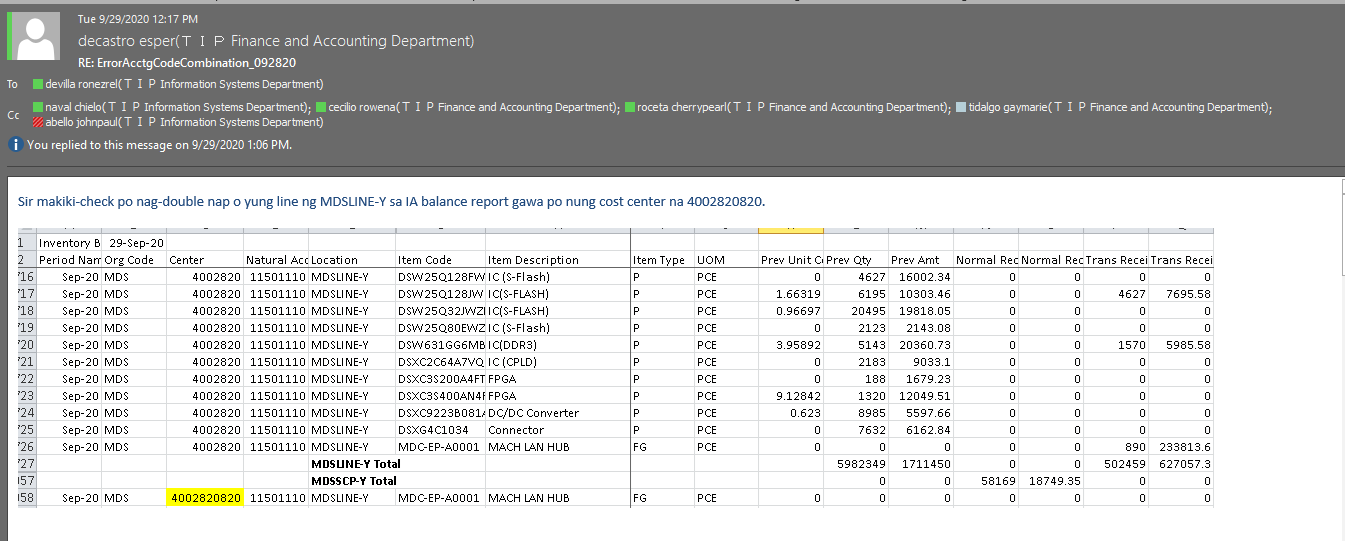 Tue 9/29/2020 12:17 PM
decastro esper(T I P Finance and Accounting Department)
RE: ErrorAcctgCodeCombination_092820
To devilla ronezrel(T I P Information Systems Department)
Cc naval chielo(T I P Information Systems Department); cecilio rowena(T I P Finance and Accounting Department); roceta cherrypearl(T I P Finance and Accounting Department); tidalgo gaymarie(T I P Finance and Accounting Department);
abello johnpaul(T I P Information Systems Department)
You replied to this message on 9/29/2020 1:06 PM.
Sir makiki-check po nag-double nap o yung line ng MDSLINE-Y sa IA balance report gawa po nung cost center na 4002820820.
1 Inventory B 29-Sep-20
2 Period Nam Org Code Center Natural Acc Location Item Code Item Description Item Type UOM Prev Unit C Prev Qty Prev Amt Normal Rec Normal Rec Trans Recei Trans Recei
716 Sep-20 MDS 4002820 11501110 MDSLINE-Y DSW25Q128FW IC (S-Flash) P PCE 0 4627 16002.34 0 0 0 0
717 Sep-20 MDS 4002820 11501110 MDSLINE-Y DSW25Q128JW IC(S-FLASH) P PCE 1.66319 6195 10303.46 0 0 4627 7695.58
718 Sep-20 MDS 4002820 11501110 MDSLINE-Y DSW25Q32JWZI IC(S-FLASH) P PCE 0.96697 20495 19818.05 0 0 0 0
719 Sep-20 MDS 4002820 11501110 MDSLINE-Y DSW25Q80EWZ IC (S-Flash) P PCE 0 2123 2143.08 0 0 0 0
720 Sep-20 MDS 4002820 11501110 MDSLINE-Y DSW631GG6MB IC(DDR3) P PCE 3.95892 5143 20360.73 0 0 1570 5985.58
721 Sep-20 MDS 4002820 11501110 MDSLINE-Y DSXC2C64A7VQ IC (CPLD) P PCE 0 2183 9033.1 0 0 0 0
722 Sep-20 MDS 4002820 11501110 MDSLINE-Y DSXC3S200A4FT FPGA P PCE 0 188 1679.23 0 0 0 0
723 Sep-20 MDS 4002820 11501110 MDSLINE-Y DSXC3S400AN4F FPGA P PCE 9.12842 1320 12049.51 0 0 0 0
724 Sep-20 MDS 4002820 11501110 MDSLINE-Y DSXC9223B081A DC/DC Converter P PCE 0.623 8985 5597.66 0 0 0 0
725 Sep-20 MDS 4002820 11501110 MDSLINE-Y DSXG4C1034 Connector P PCE 0 7632 6162.84 0 0 0 0
726 Sep-20 MDS 4002820 11501110 MDSLINE-Y MDC-EP-A0001 MACH LAN HUB FG PCE 0 0 0 0 0 890 233813.6
727 MDSLINE-Y Total 5982349 1711450 0 0 502459 627057.3
057 MDSSCP-Y Total 0 0 58169 18749.35 0 0
058 Sep-20 MDS 4002820820 11501110 MDSLINE-Y MDC-EP-A0001 MACH LAN HUB FG PCE 0 0 0 0 0 0 0